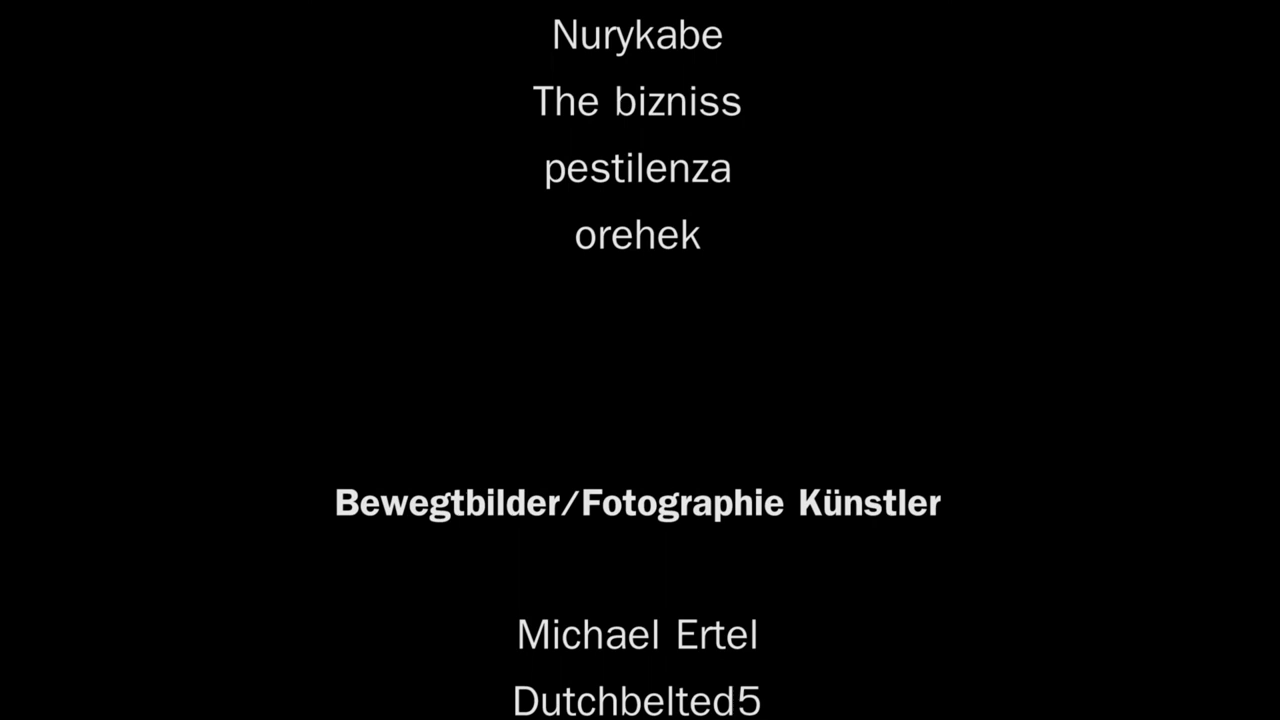 Nurykabe
The bizniss
pestilenza
orehek
Bewegtbilder/Fotographie Künstler
Michael Ertel
Dutchbelted5